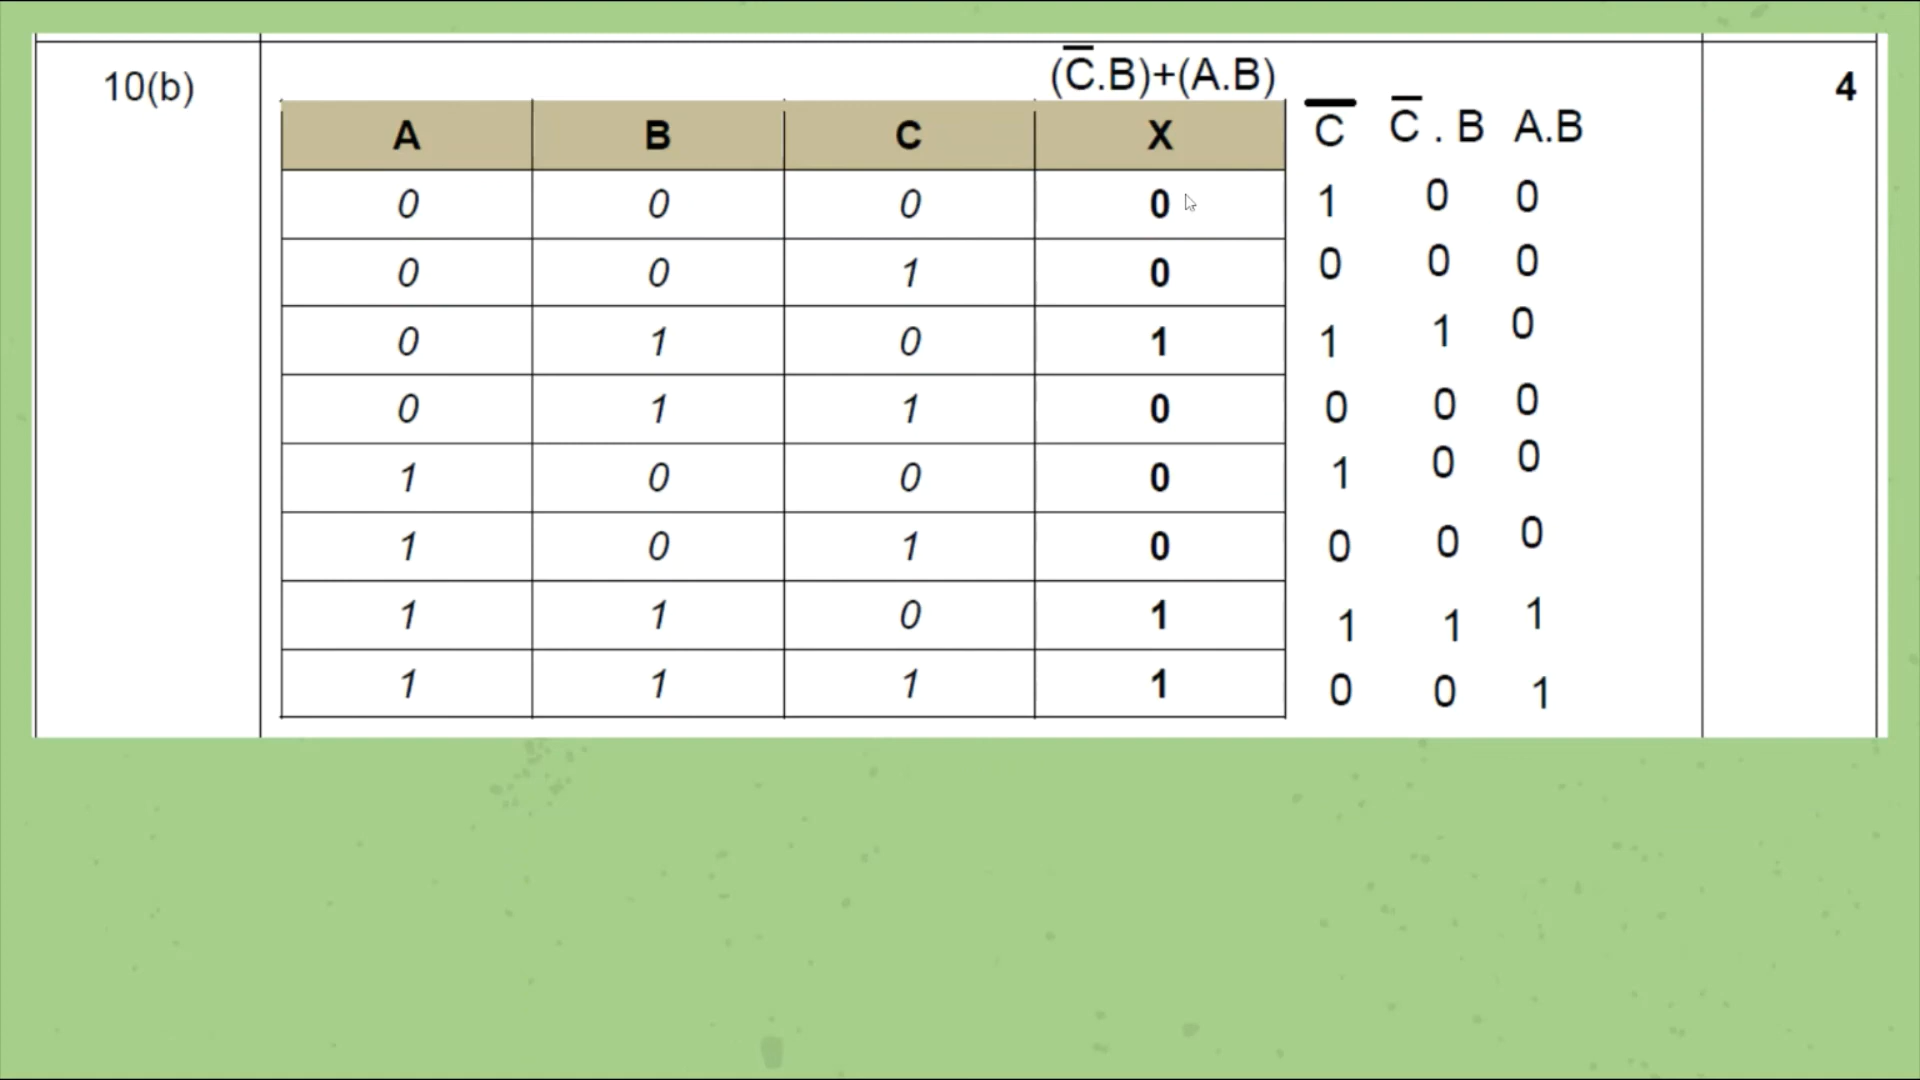 (C̅.B)+(A.B)
10(b) 4
A B C X C̅ C̅ . B A.B
0 0 0 0 1 0 0
0 0 1 0 0 0 0
0 1 0 1 1 1 0
0 1 1 0 0 0 0
1 0 0 0 1 0 0
1 0 1 0 0 0 0
1 1 0 1 1 1 1
1 1 1 1 0 0 1